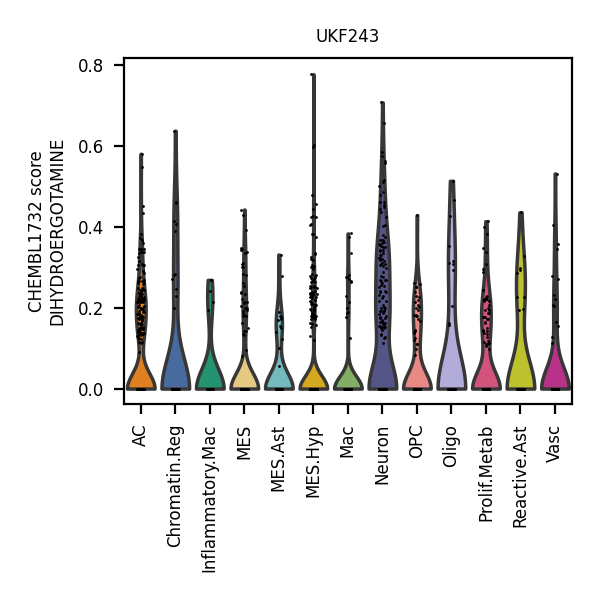 UKF243
CHEMBL1732 score
DIHYDROERGOTAMINE
0.8
0.6
0.4
0.2
0.0
AC
Chromatin.Reg
Inflammatory.Mac
MES
MES.Ast
MES.Hyp
Mac
Neuron
OPC
Oligo
Prolif.Metab
Reactive.Ast
Vasc